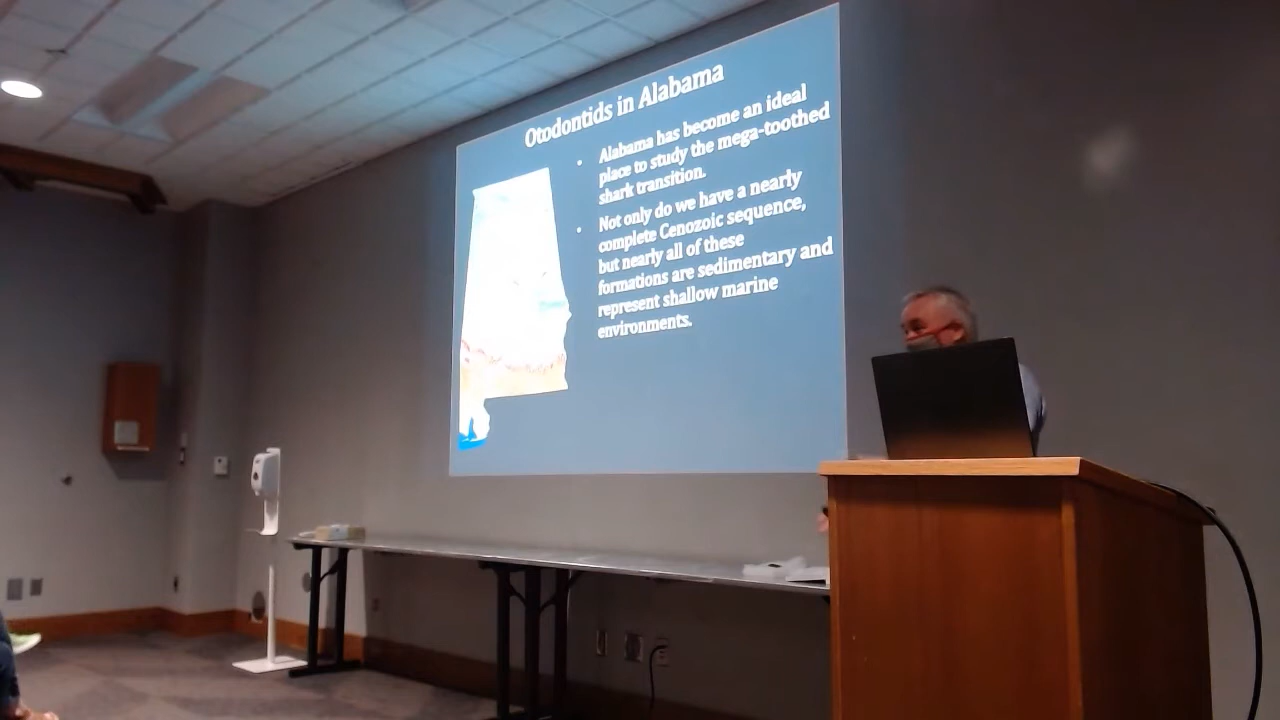 Otodontids in Alabama
• Alabama has become an ideal
place to study the mega-toothed
shark transition.
• Not only do we have a nearly
complete Cenozoic sequence,
but nearly all of these
formations are sedimentary and
represent shallow marine
environments.